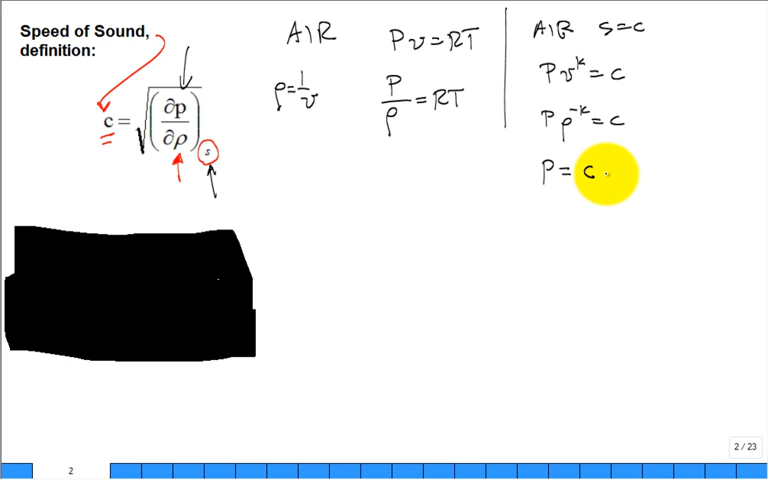 Speed of Sound,
definition:
c = √(∂p/∂ρ)s
AIR
Pv = RT
ρ = 1/v
P/ρ = RT
AIR s = c
Pv^k = c
Pρ^-k = c
P = c
2 / 23
2